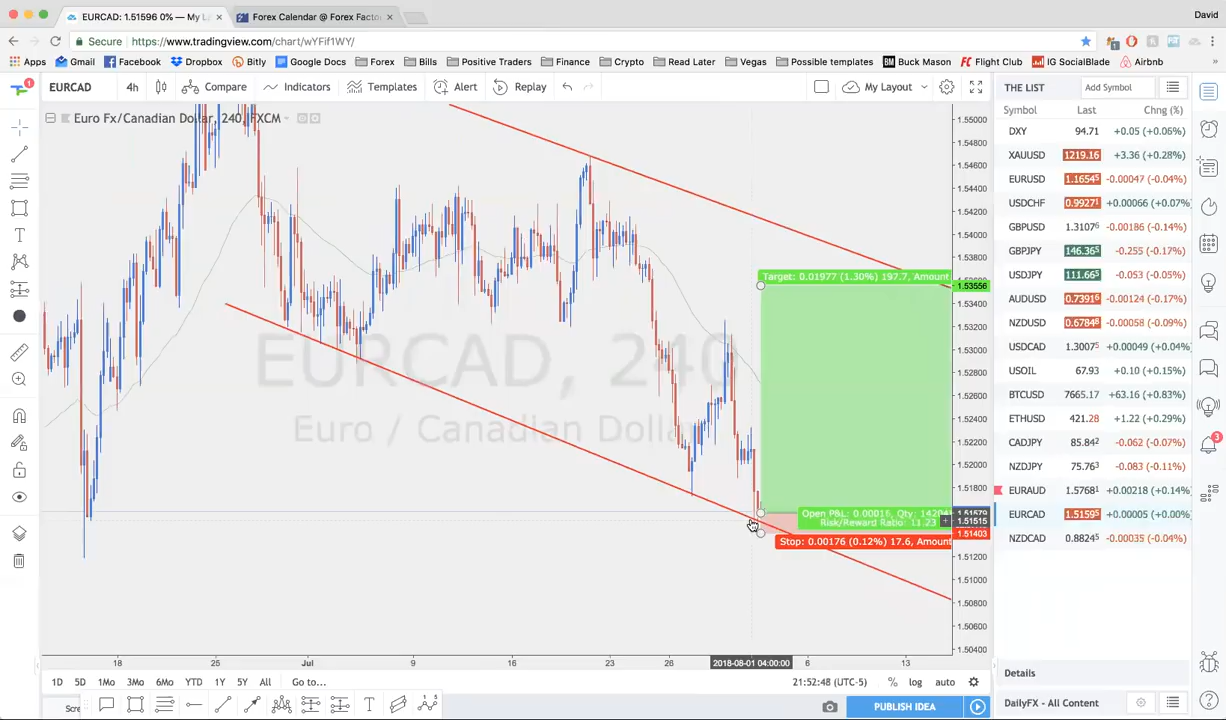 EURCAD: 1.51596 0% — My L
Forex Calendar @ Forex Facto
David
Secure https://www.tradingview.com/chart/wYFif1WY/
Apps Gmail Facebook Dropbox Bitly Google Docs Forex Bills Positive Traders Finance Crypto Read Later Vegas Possible templates BM Buck Mason Flight Club IG SocialBlade Airbnb
EURCAD 4h Compare Indicators Templates Alert Replay My Layout
THE LIST Add Symbol
Symbol Last Chng (%)
Euro Fx/Canadian Dollar, 240, FXCM
DXY 94.71 +0.05 (+0.06%)
XAUUSD 1219.16 +3.36 (+0.28%)
EURUSD 1.16545 -0.00047 (-0.04%)
USDCHF 0.99271 +0.00066 (+0.07%
GBPUSD 1.31076 -0.00186 (-0.14%)
GBPJPY 146.365 -0.255 (-0.17%)
USDJPY 111.665 -0.053 (-0.05%)
AUDUSD 0.73916 -0.00124 (-0.17%)
NZDUSD 0.67848 -0.00058 (-0.09%)
USDCAD 1.30075 +0.00049 (+0.04%
USOIL 67.93 +0.10 (+0.15%)
BTCUSD 7665.17 +63.16 (+0.83%)
ETHUSD 421.28 +1.22 (+0.29%)
CADJPY 85.842 -0.062 (-0.07%)
NZDJPY 75.763 -0.083 (-0.11%)
EURAUD 1.57681 +0.00218 (+0.14%
EURCAD 1.51595 +0.00005 (+0.00%
NZDCAD 0.88245 -0.00035 (-0.04%)
1.55000
1.54800
1.54600
1.54400
1.54200
1.54000
1.53800
1.53556
1.53400
1.53200
1.53000
1.52800
1.52600
1.52400
1.52200
1.52000
1.51800
1.51579
1.51515
1.51403
1.51200
1.51000
1.50800
1.50600
1.50400
EURCAD, 240
Euro / Canadian Dollar
Target: 0.01977 (1.30%) 197.7, Amount
Open P&L: 0.00016, Qty: 14204
Risk/Reward Ratio: 11.23
Stop: 0.00176 (0.12%) 17.6, Amount
18 25 Jul 9 16 23 26 2018-08-01 04:00:00 6 13
1D 5D 1Mo 3Mo 6Mo YTD 1Y 5Y All Go to... 21:52:48 (UTC-5) % log auto
Details
Scre
PUBLISH IDEA
DailyFX - All Content
1
3